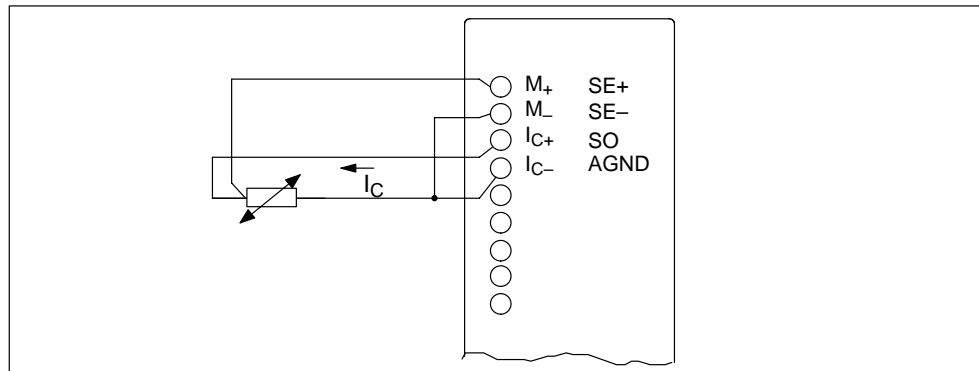 M+ SE+
M– SE–
IC+ SO
IC– AGND
IC